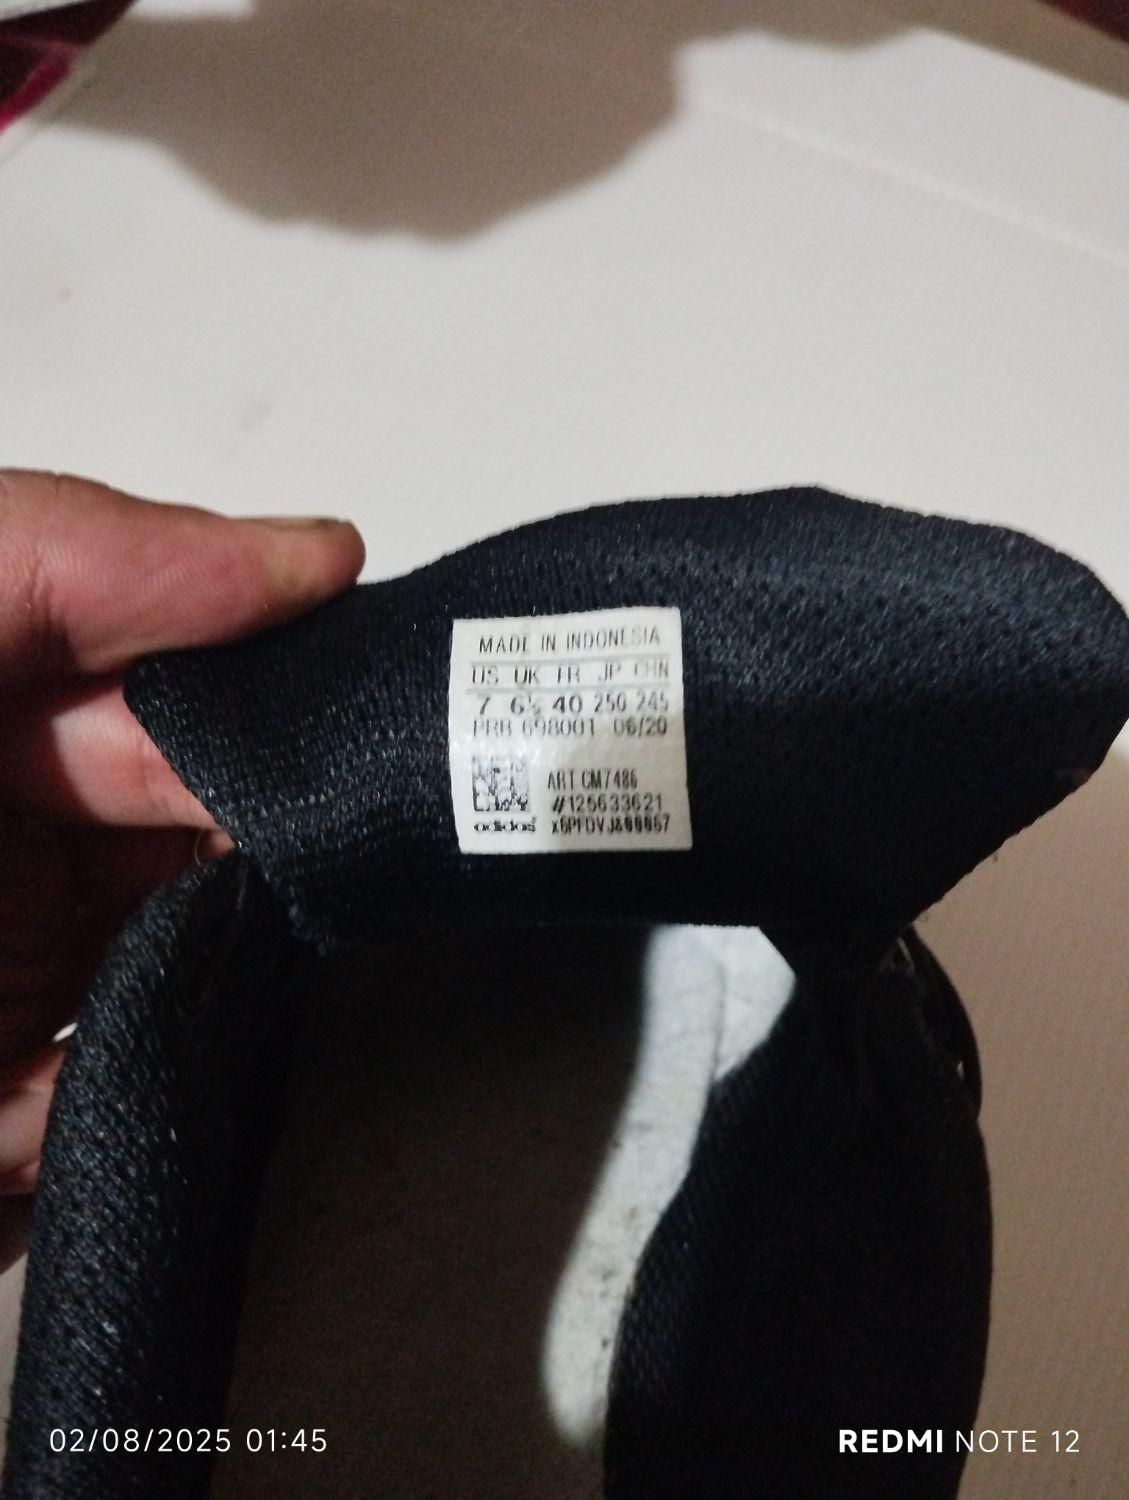 MADE IN INDONESIA
US UK FR JP CHN
7 6½ 40 250 245
PRB 698001 06/20
ART CM7486
#125633621
adidas
02/08/2025 01:45
REDMI NOTE 12